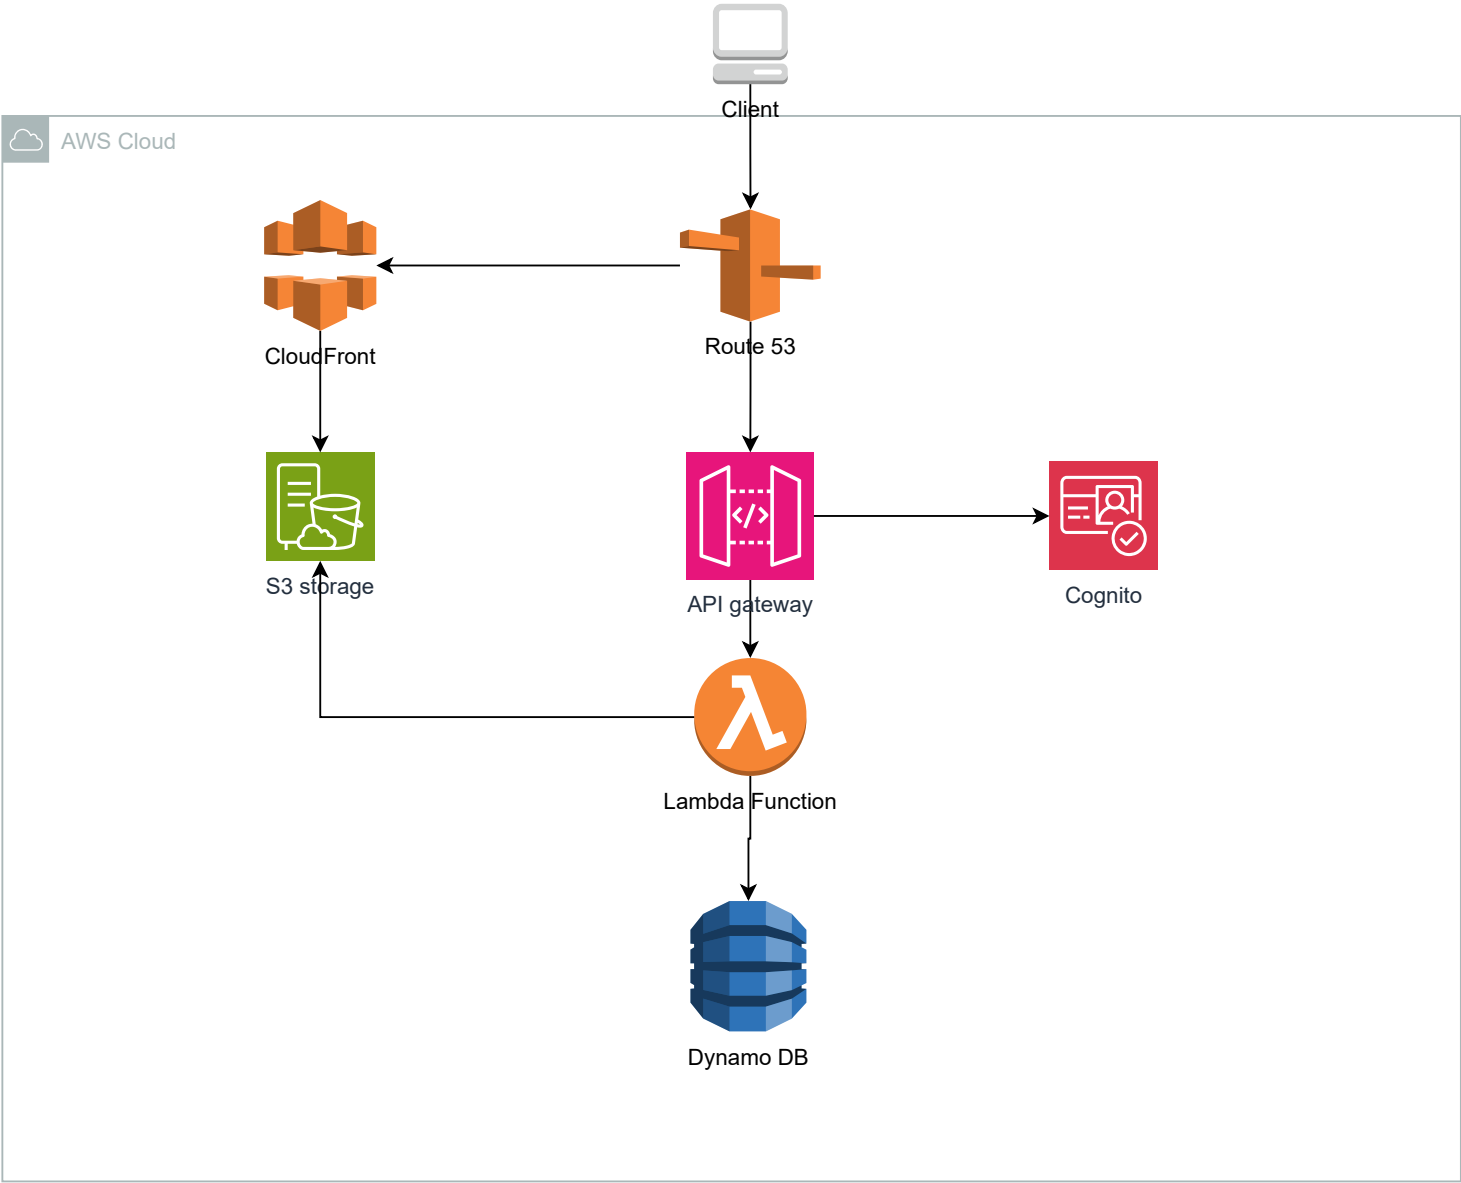 Client
AWS Cloud
CloudFront
Route 53
S3 storage
API gateway
</>
Cognito
Lambda Function
Dynamo DB